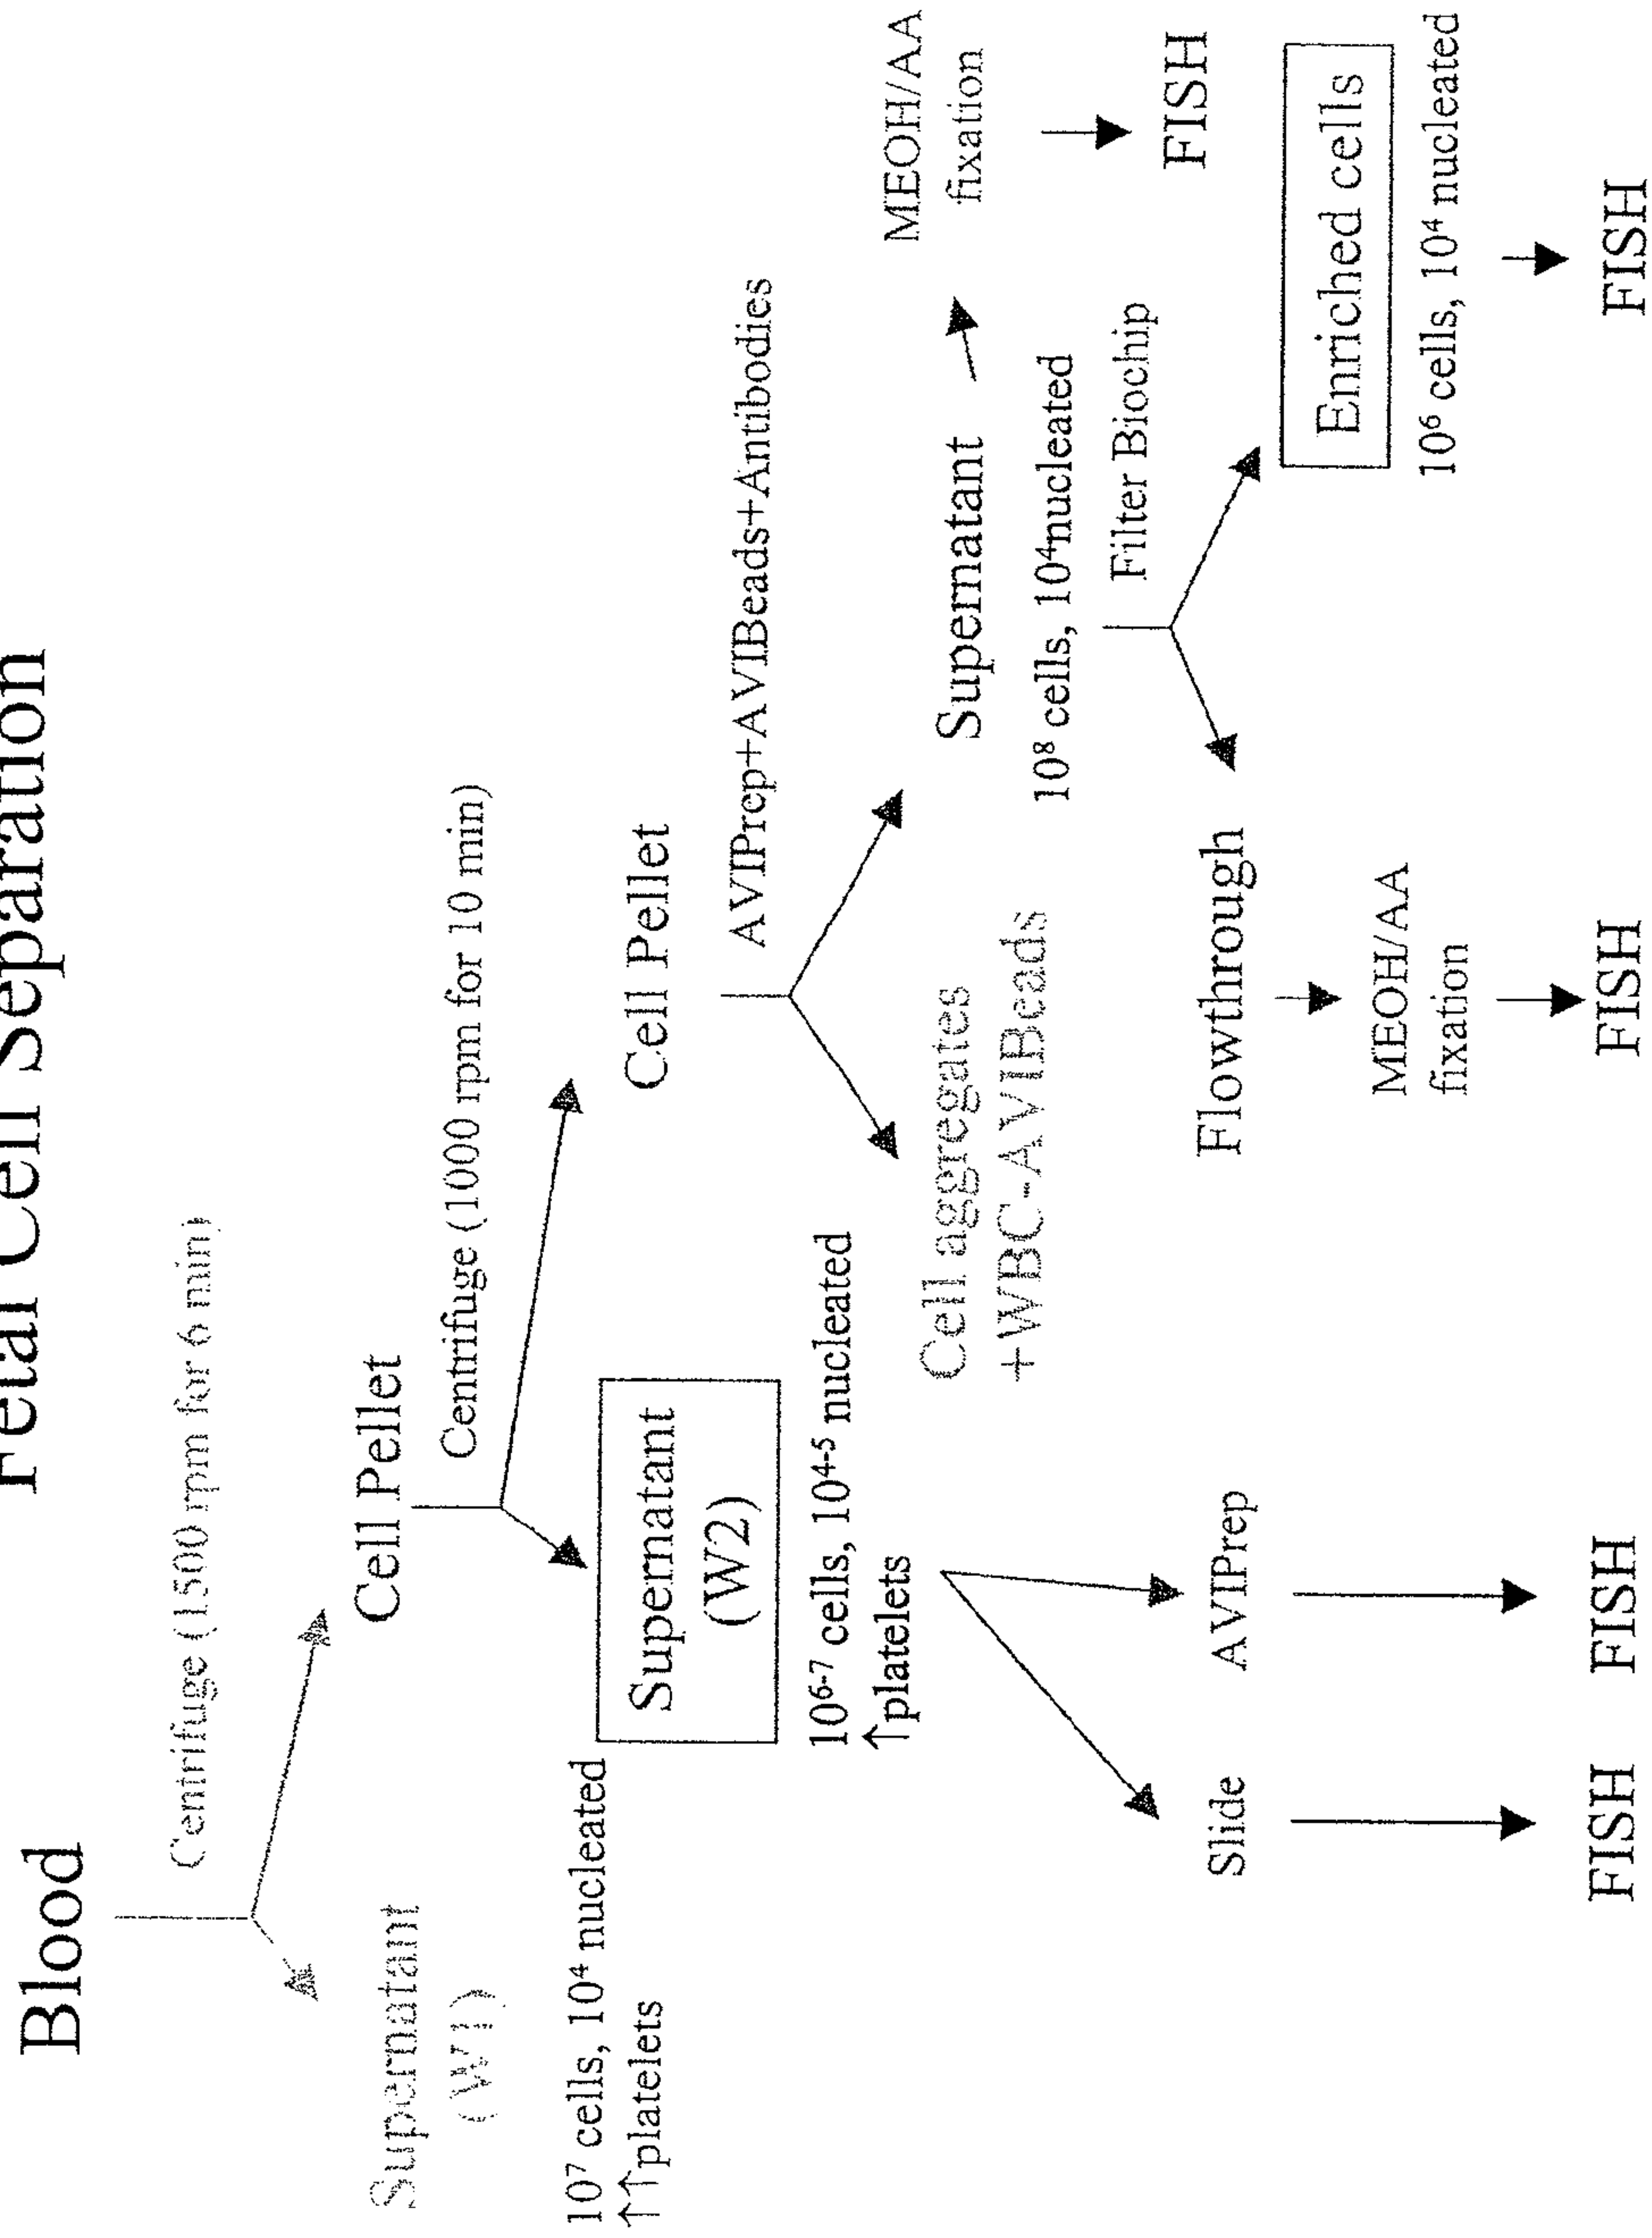 Fetal Cell Separation
Blood
Centrifuge (1500 rpm for 6 min)
Supernatant
(W1)
10⁷ cells, 10⁴ nucleated
↑↑platelets
Cell Pellet
Centrifuge (1000 rpm for 10 min)
Supernatant
(W2)
10⁶⁻⁷ cells, 10⁴⁻⁵ nucleated
↑platelets
Slide
FISH
AVIPrep
FISH
Cell Pellet
AVIPrep+AVIBeads+Antibodies
Cell aggregates
+WBC-AVIBeads
Supernatant
10⁸ cells, 10⁴nucleated
MEOH/AA
fixation
FISH
Filter Biochip
Flowthrough
MEOH/AA
fixation
FISH
Enriched cells
10⁶ cells, 10⁴ nucleated
FISH